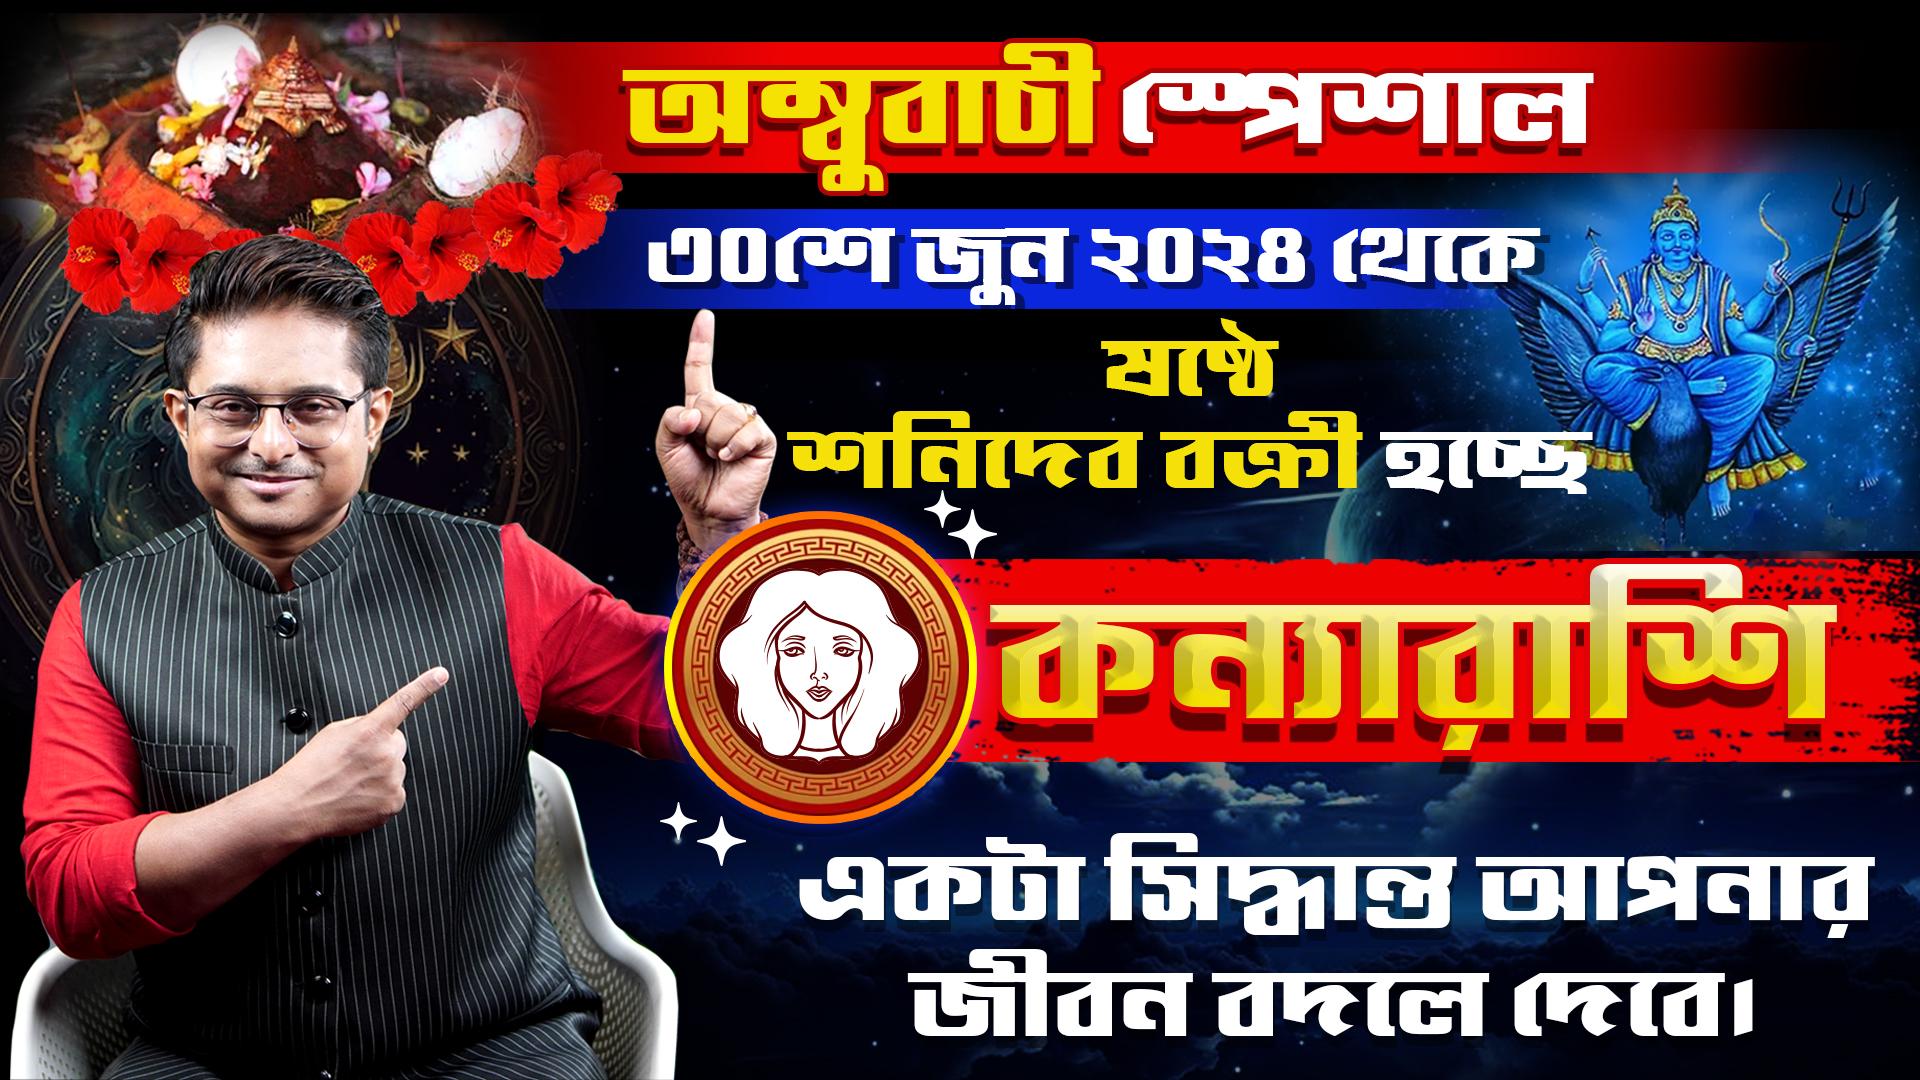 অম্বুবাচী স্পেশাল
৩০শে জুন ২০২৪ থেকে
ষষ্ঠে
শনিদেব বক্রী হচ্ছে
কন্যারাশি
একটা সিদ্ধান্ত আপনার
জীবন বদলে দেবে।